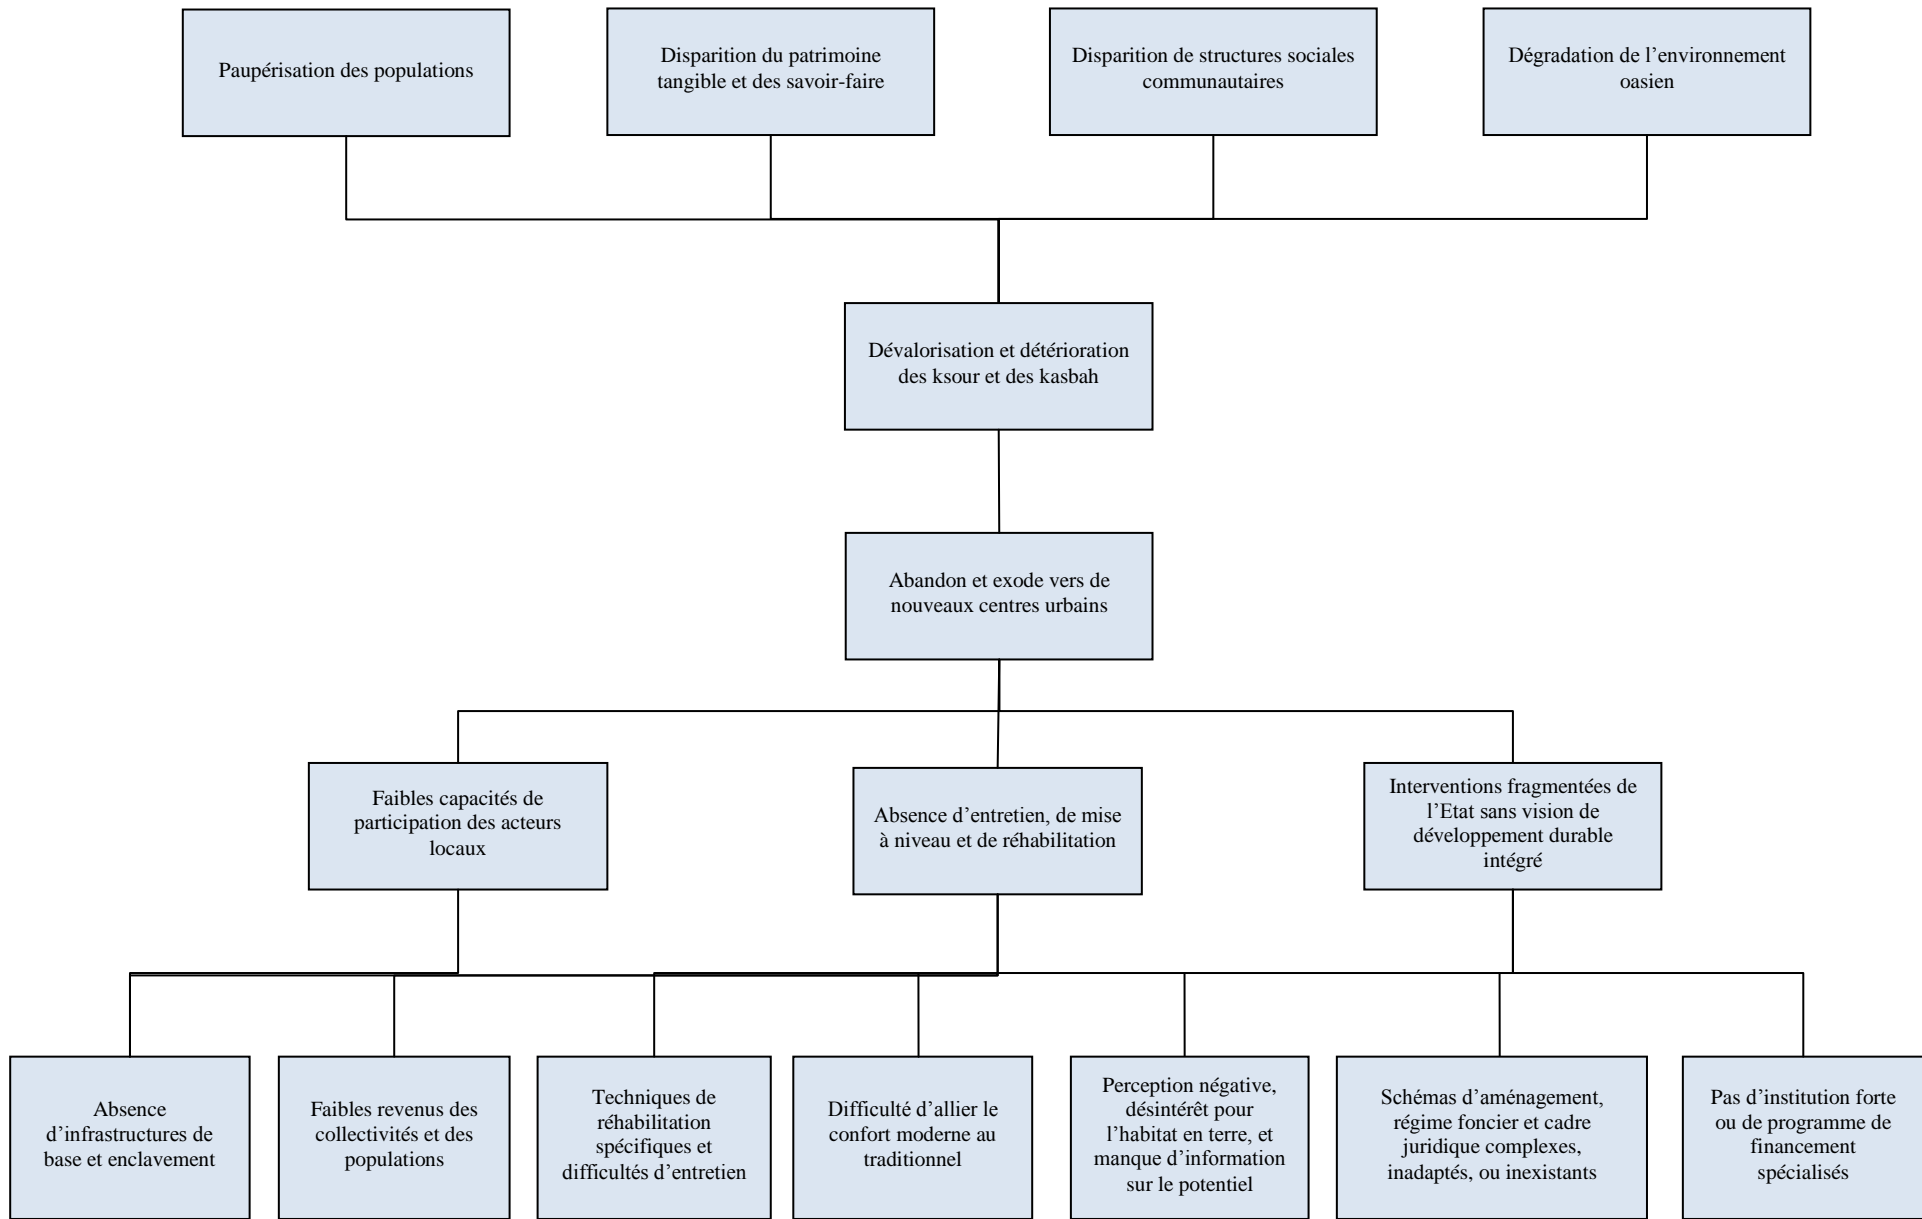 Paupérisation des populations
Disparition du patrimoine
tangible et des savoir-faire
Disparition de structures sociales
communautaires
Dégradation de l’environnement
oasien
Dévalorisation et détérioration
des ksour et des kasbah
Abandon et exode vers de
nouveaux centres urbains
Faibles capacités de
participation des acteurs
locaux
Absence d’entretien, de mise
à niveau et de réhabilitation
Interventions fragmentées de
l’Etat sans vision de
développement durable
intégré
Absence
d’infrastructures de
base et enclavement
Faibles revenus des
collectivités et des
populations
Techniques de
réhabilitation
spécifiques et
difficultés d’entretien
Difficulté d’allier le
confort moderne au
traditionnel
Perception négative,
désintérêt pour
l’habitat en terre, et
manque d’information
sur le potentiel
Schémas d’aménagement,
régime foncier et cadre
juridique complexes,
inadaptés, ou inexistants
Pas d’institution forte
ou de programme de
financement
spécialisés